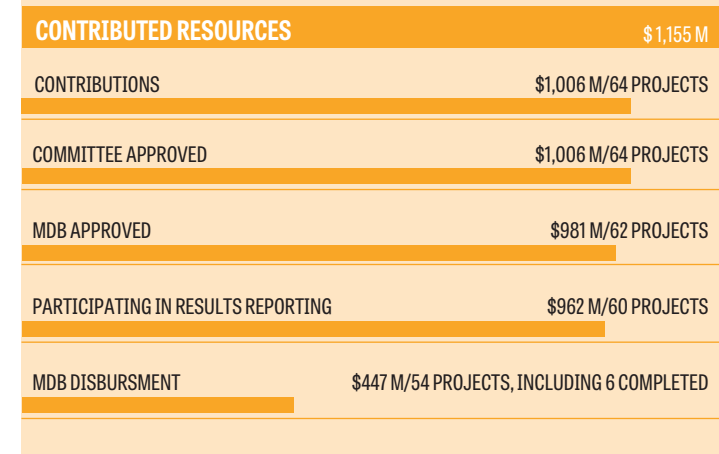 CONTRIBUTED RESOURCES $1,155 M
CONTRIBUTIONS $1,006 M/64 PROJECTS
COMMITTEE APPROVED $1,006 M/64 PROJECTS
MDB APPROVED $981 M/62 PROJECTS
PARTICIPATING IN RESULTS REPORTING $962 M/60 PROJECTS
MDB DISBURSMENT $447 M/54 PROJECTS, INCLUDING 6 COMPLETED